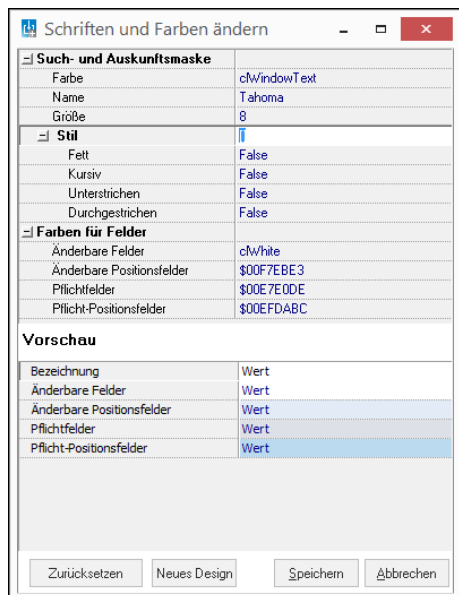 Schriften und Farben ändern
Such- und Auskunftsmaske
Farbe clWindowText
Name Tahoma
Größe 8
Stil []
Fett False
Kursiv False
Unterstrichen False
Durchgestrichen False
Farben für Felder
Änderbare Felder clWhite
Änderbare Positionsfelder $00F7EBE3
Pflichtfelder $00E7E0DE
Pflicht-Positionsfelder $00EFDABC
Vorschau
Bezeichnung Wert
Änderbare Felder Wert
Änderbare Positionsfelder Wert
Pflichtfelder Wert
Pflicht-Positionsfelder Wert
Zurücksetzen Neues Design Speichern Abbrechen